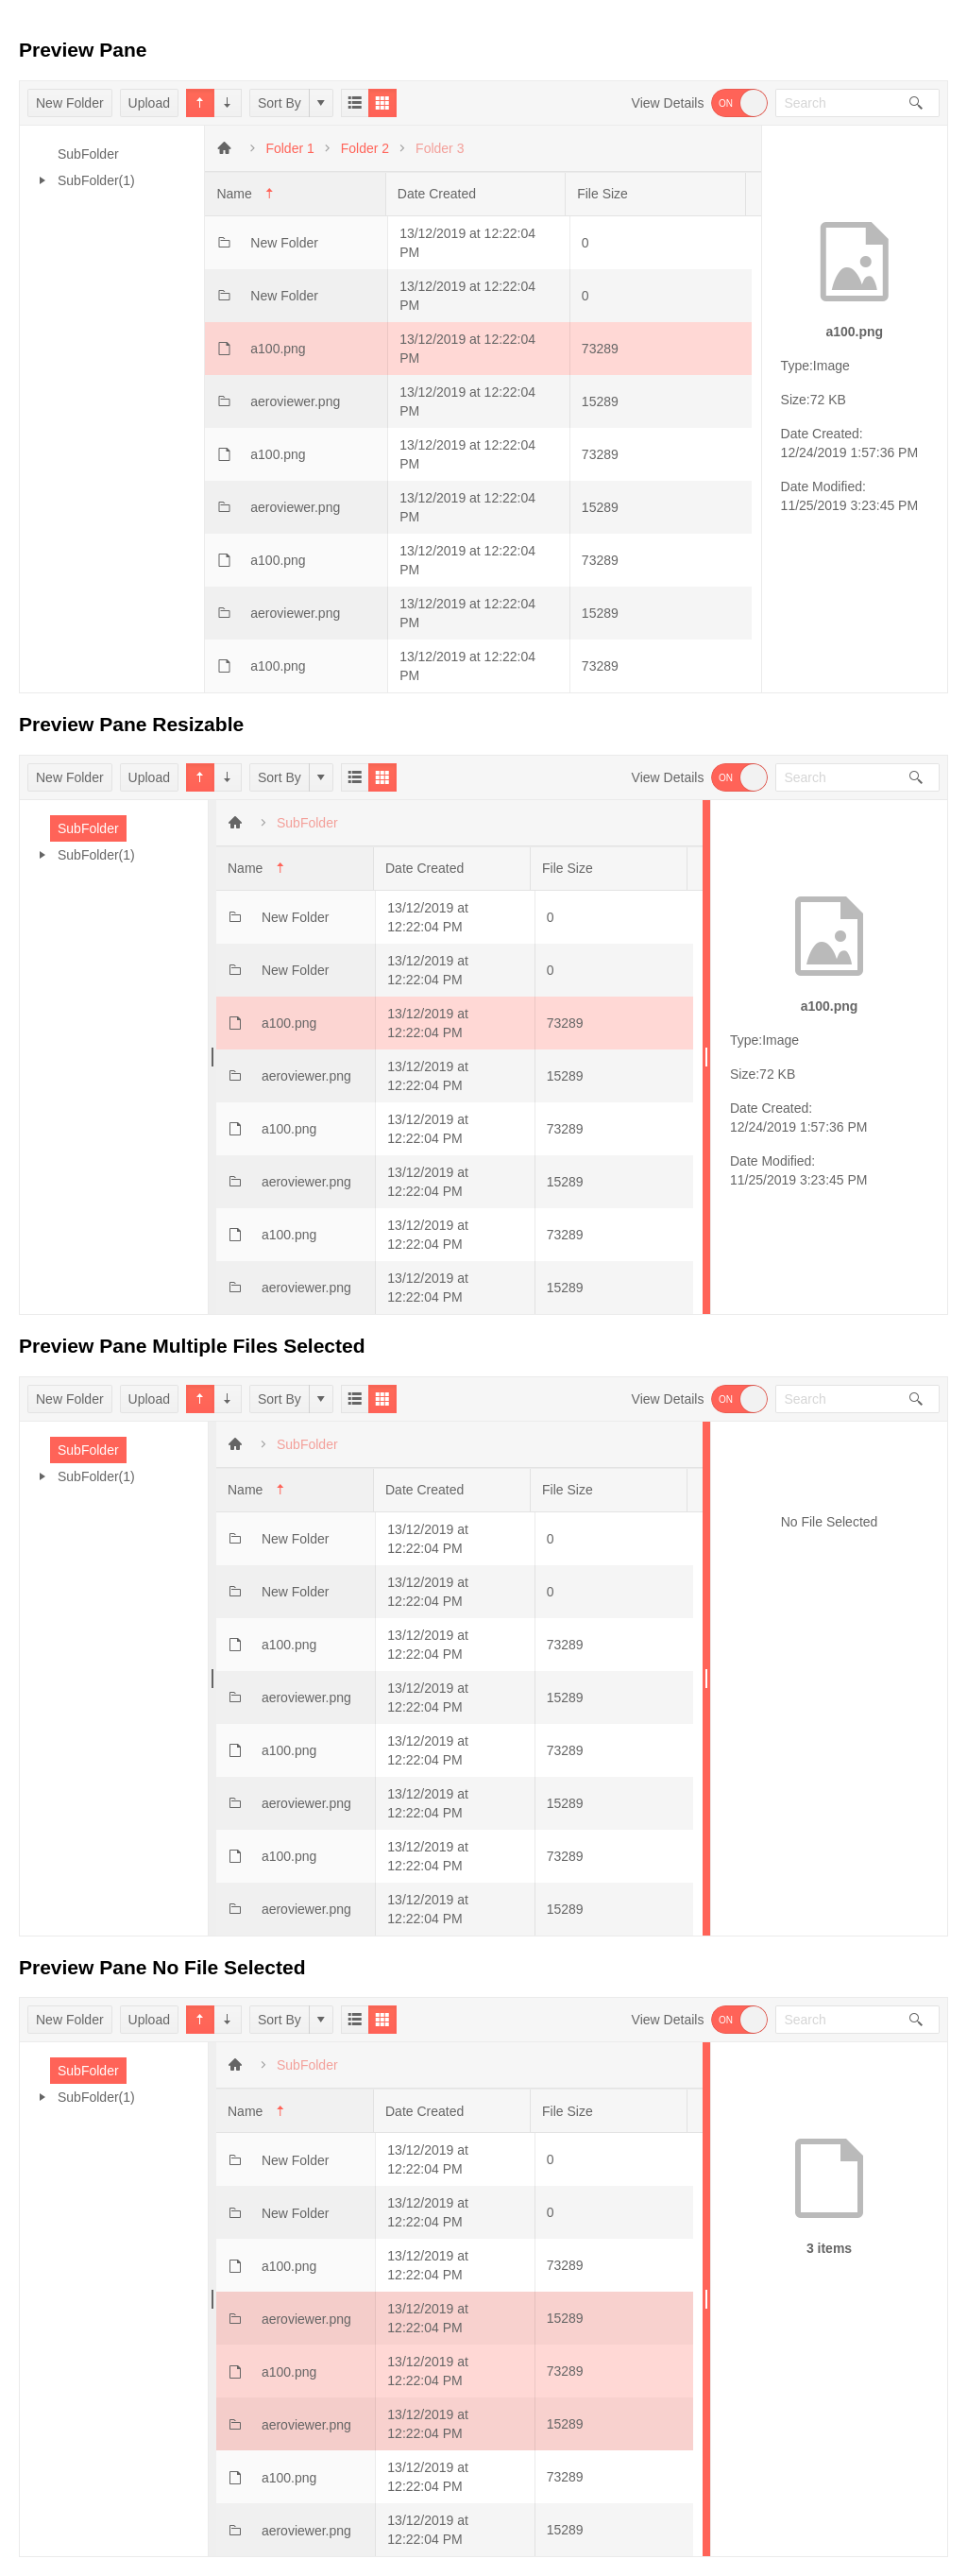 Preview Pane
New Folder Upload Sort By View Details ON Search
SubFolder
SubFolder(1)
Folder 1 Folder 2 Folder 3
Name Date Created File Size
New Folder 13/12/2019 at 12:22:04 PM 0
New Folder 13/12/2019 at 12:22:04 PM 0
a100.png 13/12/2019 at 12:22:04 PM 73289
aeroviewer.png 13/12/2019 at 12:22:04 PM 15289
a100.png 13/12/2019 at 12:22:04 PM 73289
aeroviewer.png 13/12/2019 at 12:22:04 PM 15289
a100.png 13/12/2019 at 12:22:04 PM 73289
aeroviewer.png 13/12/2019 at 12:22:04 PM 15289
a100.png 13/12/2019 at 12:22:04 PM 73289
a100.png
Type:Image
Size:72 KB
Date Created:
12/24/2019 1:57:36 PM
Date Modified:
11/25/2019 3:23:45 PM
Preview Pane Resizable
New Folder Upload Sort By View Details ON Search
SubFolder
SubFolder(1)
SubFolder
Name Date Created File Size
New Folder 13/12/2019 at 12:22:04 PM 0
New Folder 13/12/2019 at 12:22:04 PM 0
a100.png 13/12/2019 at 12:22:04 PM 73289
aeroviewer.png 13/12/2019 at 12:22:04 PM 15289
a100.png 13/12/2019 at 12:22:04 PM 73289
aeroviewer.png 13/12/2019 at 12:22:04 PM 15289
a100.png 13/12/2019 at 12:22:04 PM 73289
aeroviewer.png 13/12/2019 at 12:22:04 PM 15289
a100.png
Type:Image
Size:72 KB
Date Created:
12/24/2019 1:57:36 PM
Date Modified:
11/25/2019 3:23:45 PM
Preview Pane Multiple Files Selected
New Folder Upload Sort By View Details ON Search
SubFolder
SubFolder(1)
SubFolder
Name Date Created File Size
New Folder 13/12/2019 at 12:22:04 PM 0
New Folder 13/12/2019 at 12:22:04 PM 0
a100.png 13/12/2019 at 12:22:04 PM 73289
aeroviewer.png 13/12/2019 at 12:22:04 PM 15289
a100.png 13/12/2019 at 12:22:04 PM 73289
aeroviewer.png 13/12/2019 at 12:22:04 PM 15289
a100.png 13/12/2019 at 12:22:04 PM 73289
aeroviewer.png 13/12/2019 at 12:22:04 PM 15289
No File Selected
Preview Pane No File Selected
New Folder Upload Sort By View Details ON Search
SubFolder
SubFolder(1)
SubFolder
Name Date Created File Size
New Folder 13/12/2019 at 12:22:04 PM 0
New Folder 13/12/2019 at 12:22:04 PM 0
a100.png 13/12/2019 at 12:22:04 PM 73289
aeroviewer.png 13/12/2019 at 12:22:04 PM 15289
a100.png 13/12/2019 at 12:22:04 PM 73289
aeroviewer.png 13/12/2019 at 12:22:04 PM 15289
a100.png 13/12/2019 at 12:22:04 PM 73289
aeroviewer.png 13/12/2019 at 12:22:04 PM 15289
3 items